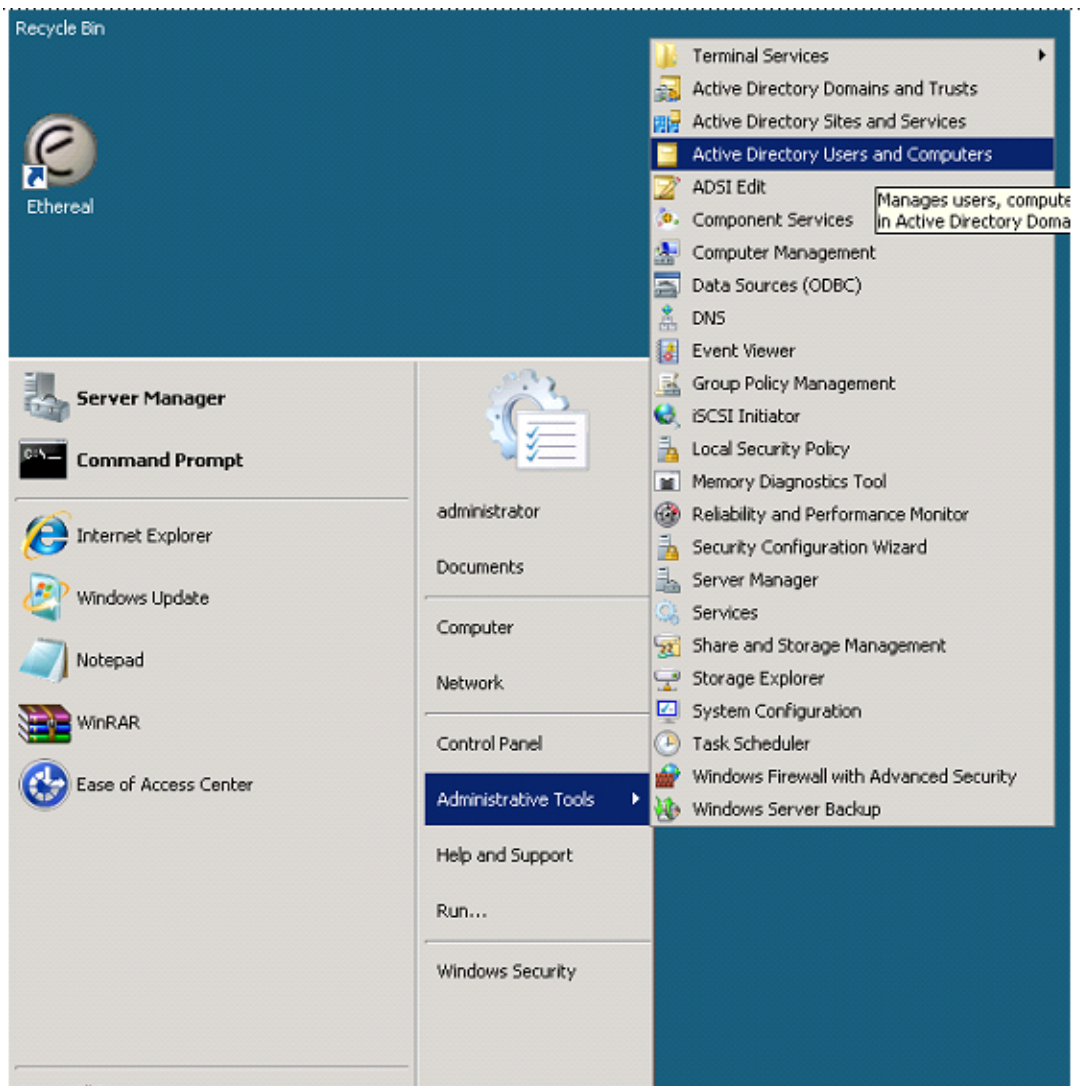 Recycle Bin
Ethereal
Terminal Services
Active Directory Domains and Trusts
Active Directory Sites and Services
Active Directory Users and Computers
ADSI Edit
Manages users, compute
in Active Directory Doma
Component Services
Computer Management
Data Sources (ODBC)
DNS
Event Viewer
Group Policy Management
iSCSI Initiator
Local Security Policy
Memory Diagnostics Tool
Reliability and Performance Monitor
Security Configuration Wizard
Server Manager
Services
Share and Storage Management
Storage Explorer
System Configuration
Task Scheduler
Windows Firewall with Advanced Security
Windows Server Backup
Server Manager
Command Prompt
Internet Explorer
Windows Update
Notepad
WinRAR
Ease of Access Center
administrator
Documents
Computer
Network
Control Panel
Administrative Tools
Help and Support
Run...
Windows Security